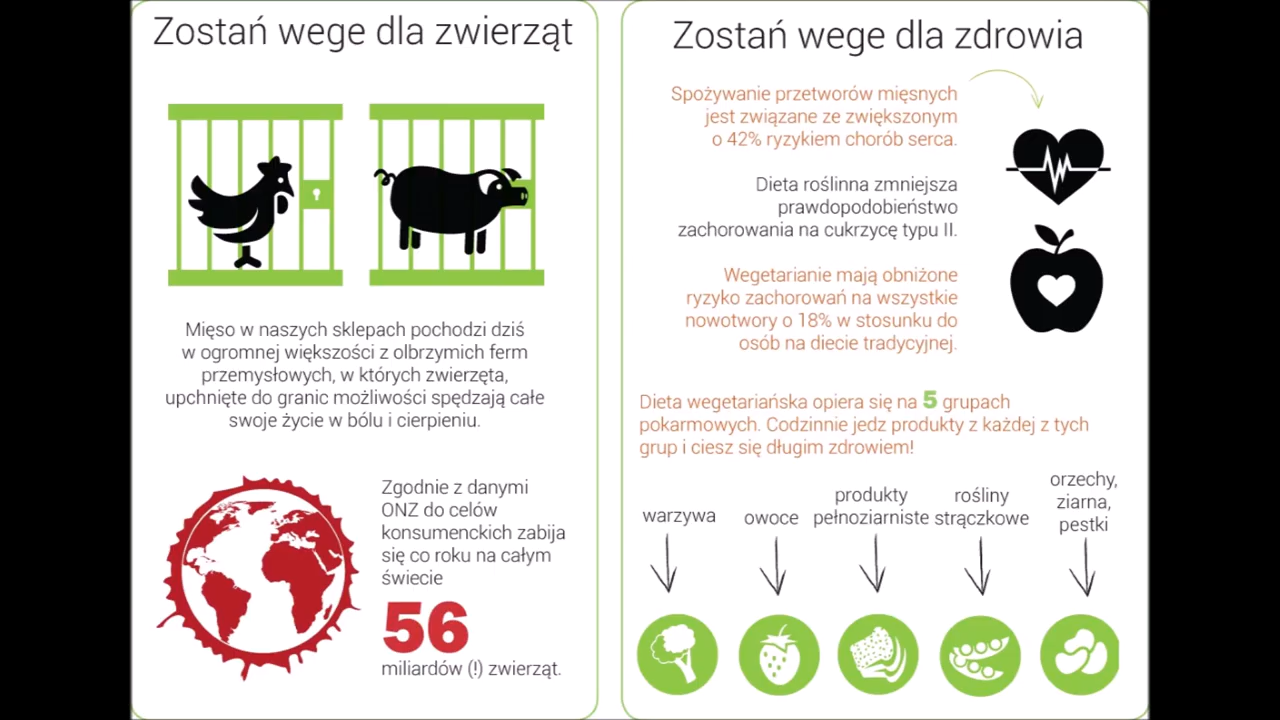 Zostań wege dla zwierząt
Mięso w naszych sklepach pochodzi dziś
w ogromnej większości z olbrzymich ferm
przemysłowych, w których zwierzęta,
upchnięte do granic możliwości spędzają całe
swoje życie w bólu i cierpieniu.
Zgodnie z danymi
ONZ do celów
konsumenckich zabija
się co roku na całym
świecie
56
miliardów (!) zwierząt.
Zostań wege dla zdrowia
Spożywanie przetworów mięsnych
jest związane ze zwiększonym
o 42% ryzykiem chorób serca.
Dieta roślinna zmniejsza
prawdopodobieństwo
zachorowania na cukrzycę typu II.
Wegetarianie mają obniżone
ryzyko zachorowań na wszystkie
nowotwory o 18% w stosunku do
osób na diecie tradycyjnej.
Dieta wegetariańska opiera się na 5 grupach
pokarmowych. Codzinnie jedz produkty z każdej z tych
grup i ciesz się długim zdrowiem!
warzywa
owoce
produkty
pełnoziarniste
rośliny
strączkowe
orzechy,
ziarna,
pestki